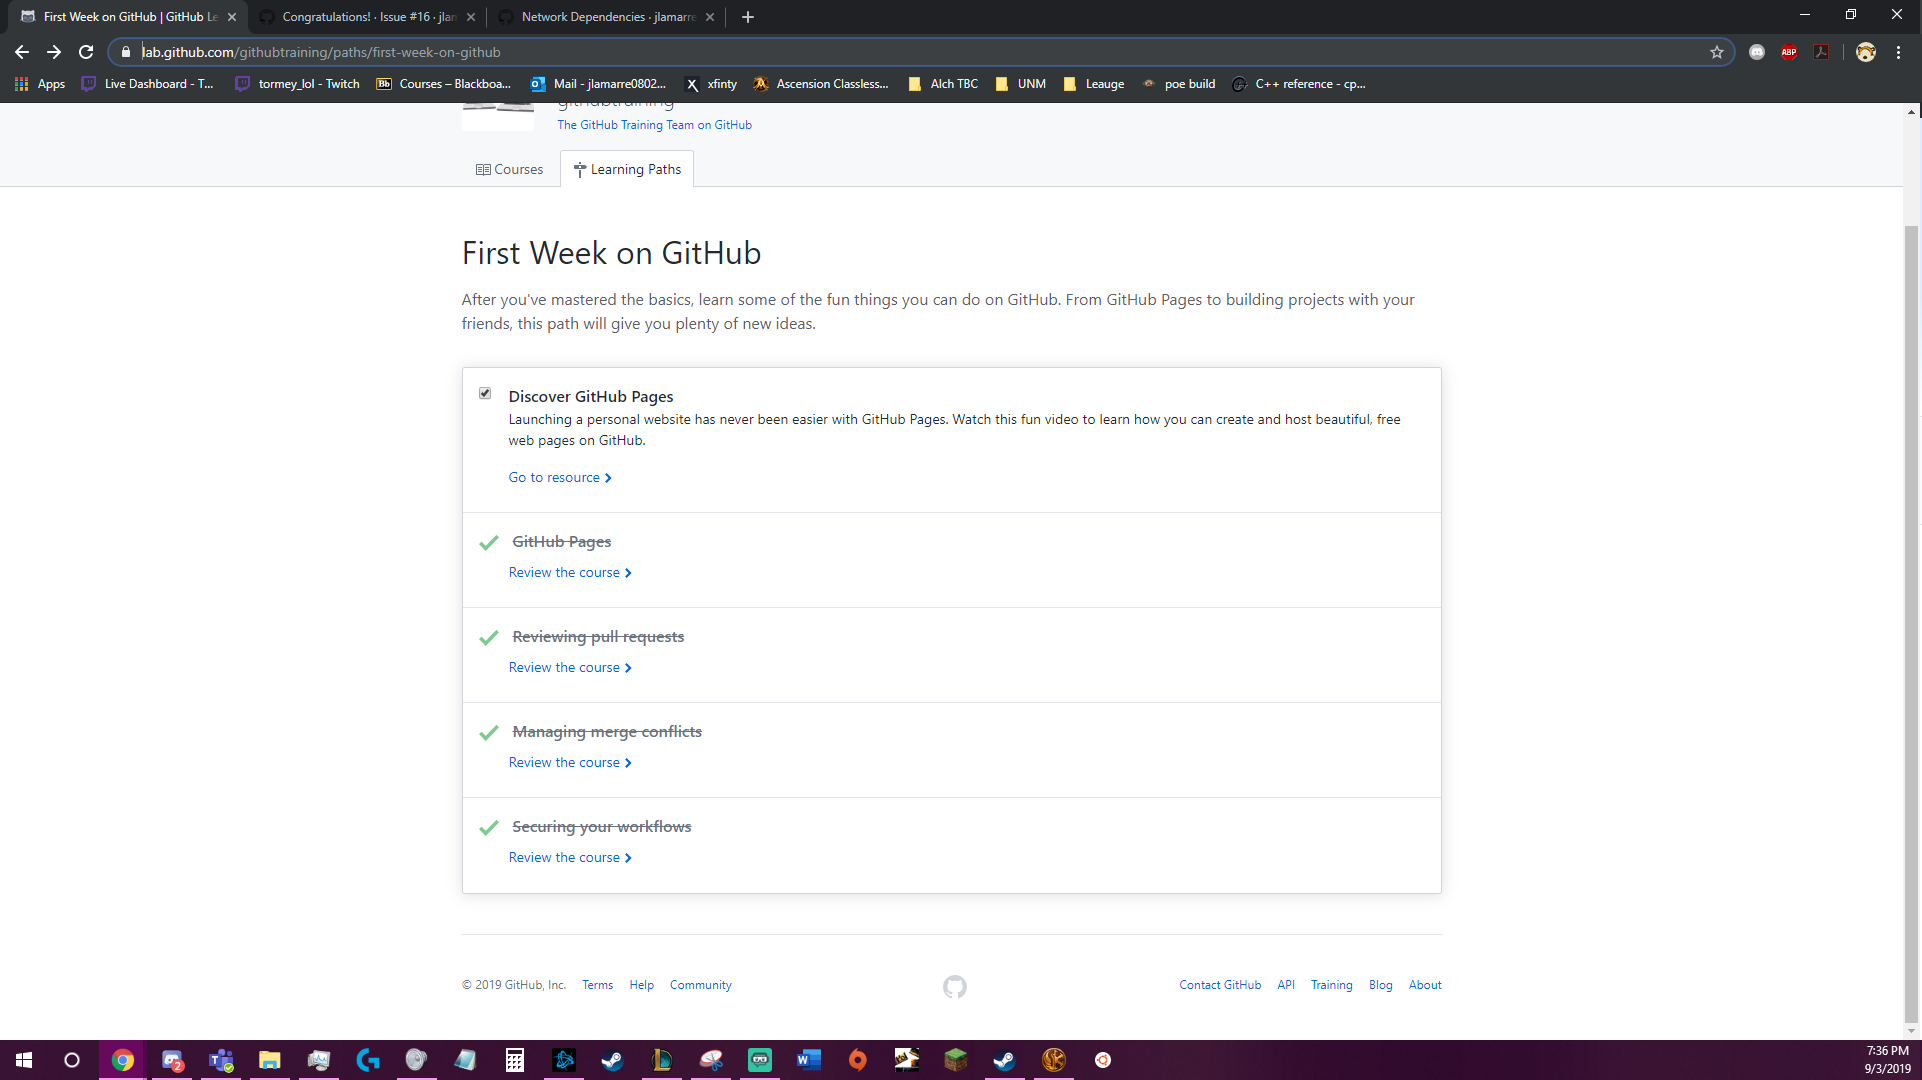 First Week on GitHub | GitHub Le
Congratulations! · Issue #16 · jlan
Network Dependencies · jlamarre
lab.github.com/githubtraining/paths/first-week-on-github
ABP
Apps
Live Dashboard - T...
tormey_lol - Twitch
Bb
Courses – Blackboa...
Mail - jlamarre0802...
xfinity
Ascension Classless...
Alch TBC
UNM
Leauge
poe build
C++ reference - cp...
githubtraining
The GitHub Training Team on GitHub
Courses
Learning Paths
First Week on GitHub
After you've mastered the basics, learn some of the fun things you can do on GitHub. From GitHub Pages to building projects with your
friends, this path will give you plenty of new ideas.
Discover GitHub Pages
Launching a personal website has never been easier with GitHub Pages. Watch this fun video to learn how you can create and host beautiful, free
web pages on GitHub.
Go to resource
GitHub Pages
Review the course
Reviewing pull requests
Review the course
Managing merge conflicts
Review the course
Securing your workflows
Review the course
© 2019 GitHub, Inc. Terms Help Community
Contact GitHub API Training Blog About
2
7:36 PM
9/3/2019